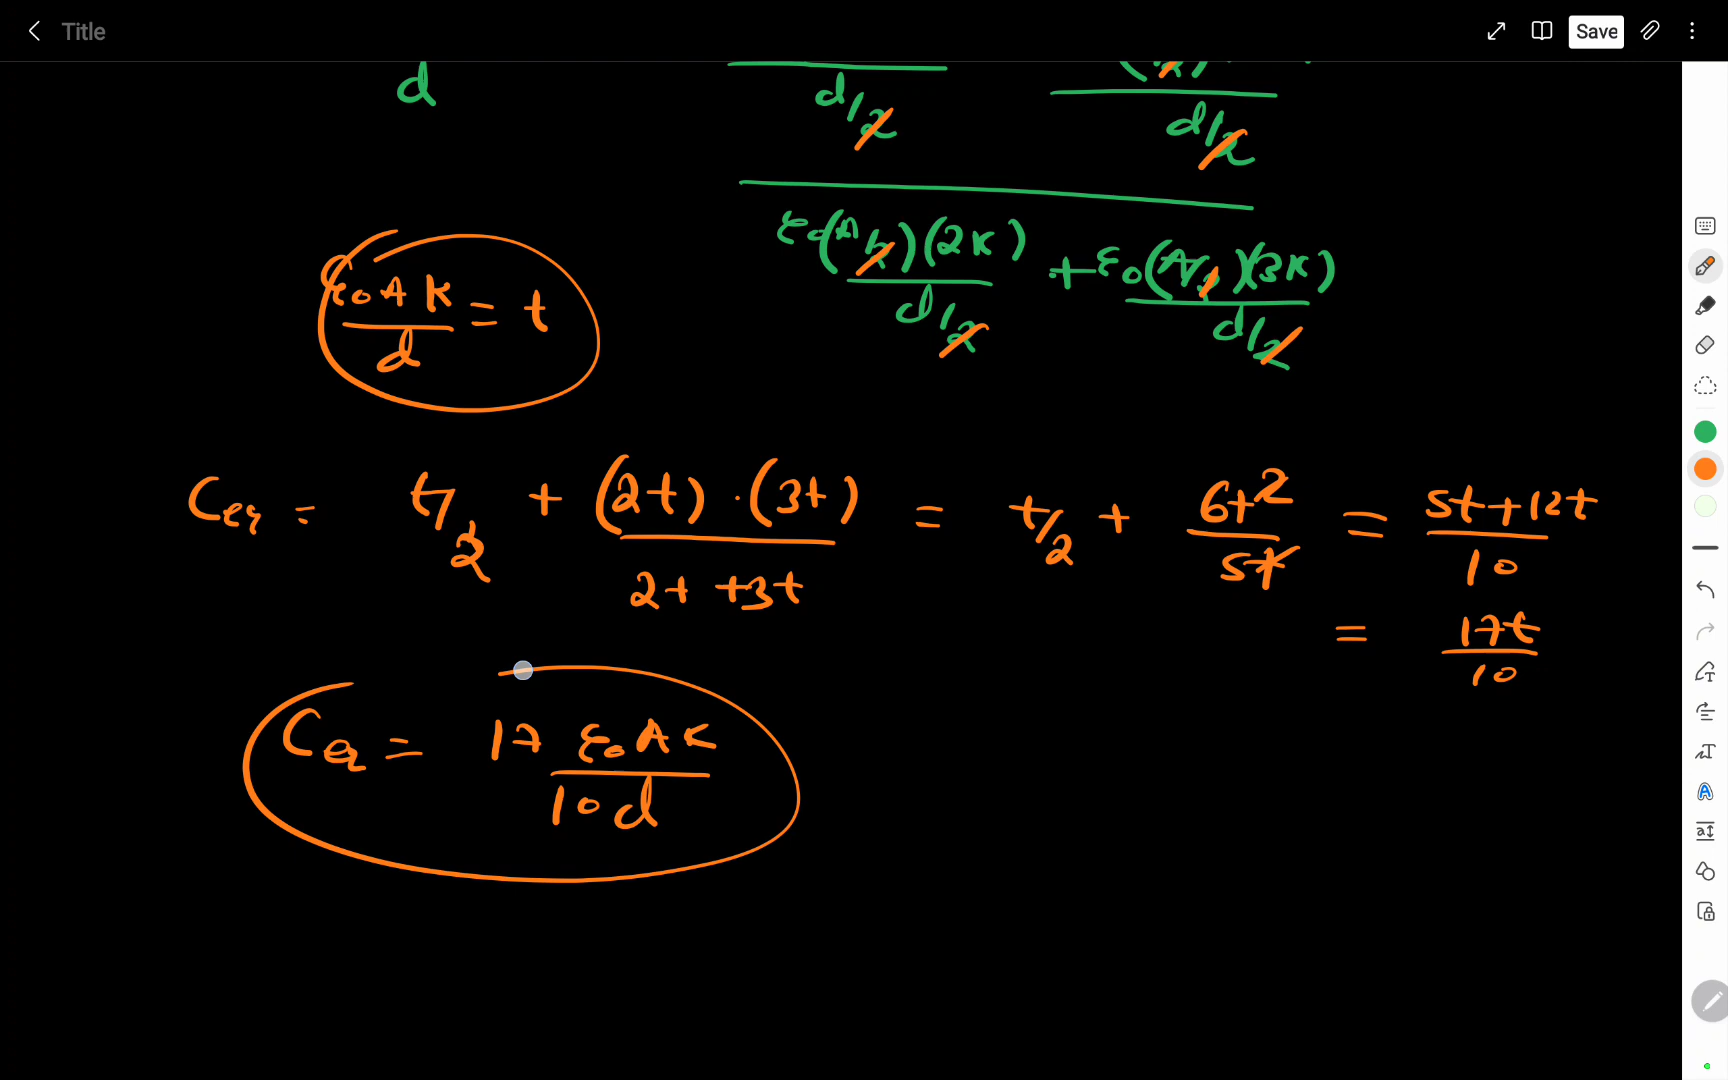 Title
Save
d
d/2
d/2
ε₀(A/2)(2K) + ε₀(A/2)(3K)
d/2 d/2
ε₀AK/d = t
Ceq = t/2 + (2t)·(3t)/2t+3t = t/2 + 6t²/5t = 5t+12t/10
= 17t/10
Ceq = 17 ε₀AK/10d